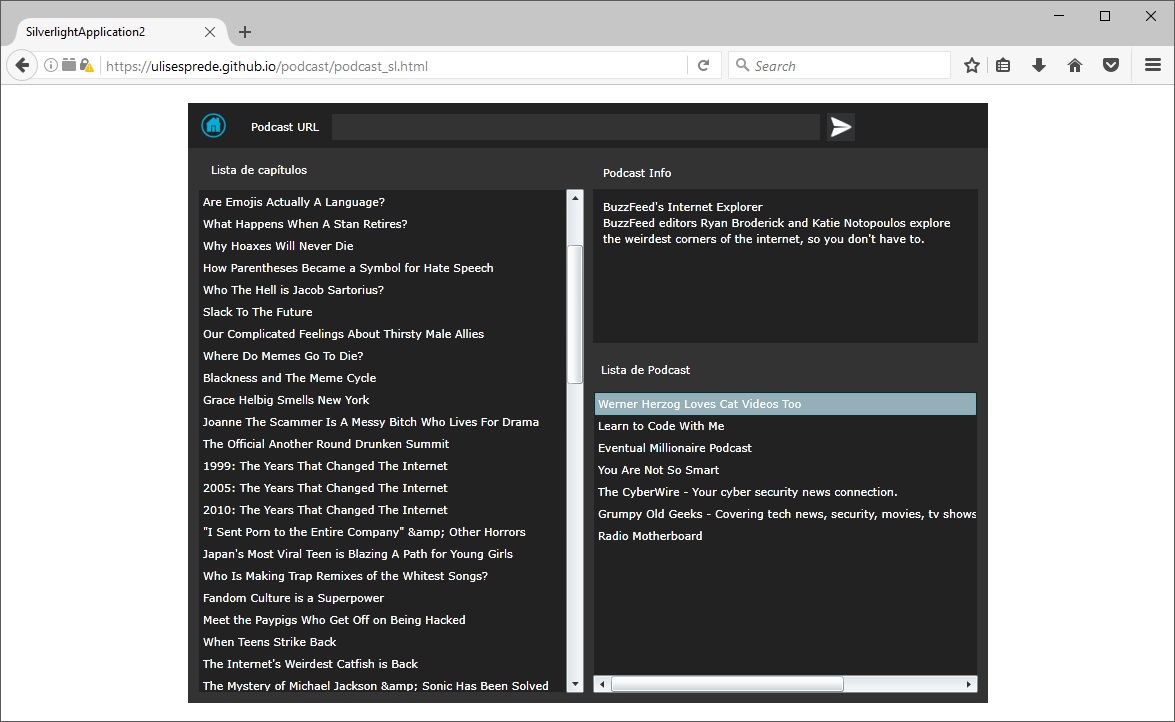 SilverlightApplication2
https://ulisesprede.github.io/podcast/podcast_sl.html
Search
Podcast URL
Lista de capítulos
Are Emojis Actually A Language?
What Happens When A Stan Retires?
Why Hoaxes Will Never Die
How Parentheses Became a Symbol for Hate Speech
Who The Hell is Jacob Sartorius?
Slack To The Future
Our Complicated Feelings About Thirsty Male Allies
Where Do Memes Go To Die?
Blackness and The Meme Cycle
Grace Helbig Smells New York
Joanne The Scammer Is A Messy Bitch Who Lives For Drama
The Official Another Round Drunken Summit
1999: The Years That Changed The Internet
2005: The Years That Changed The Internet
2010: The Years That Changed The Internet
"I Sent Porn to the Entire Company" &amp; Other Horrors
Japan's Most Viral Teen is Blazing A Path for Young Girls
Who Is Making Trap Remixes of the Whitest Songs?
Fandom Culture is a Superpower
Meet the Paypigs Who Get Off on Being Hacked
When Teens Strike Back
The Internet's Weirdest Catfish is Back
The Mystery of Michael Jackson &amp; Sonic Has Been Solved
Podcast Info
BuzzFeed's Internet Explorer
BuzzFeed editors Ryan Broderick and Katie Notopoulos explore
the weirdest corners of the internet, so you don't have to.
Lista de Podcast
Werner Herzog Loves Cat Videos Too
Learn to Code With Me
Eventual Millionaire Podcast
You Are Not So Smart
The CyberWire - Your cyber security news connection.
Grumpy Old Geeks - Covering tech news, security, movies, tv shows
Radio Motherboard